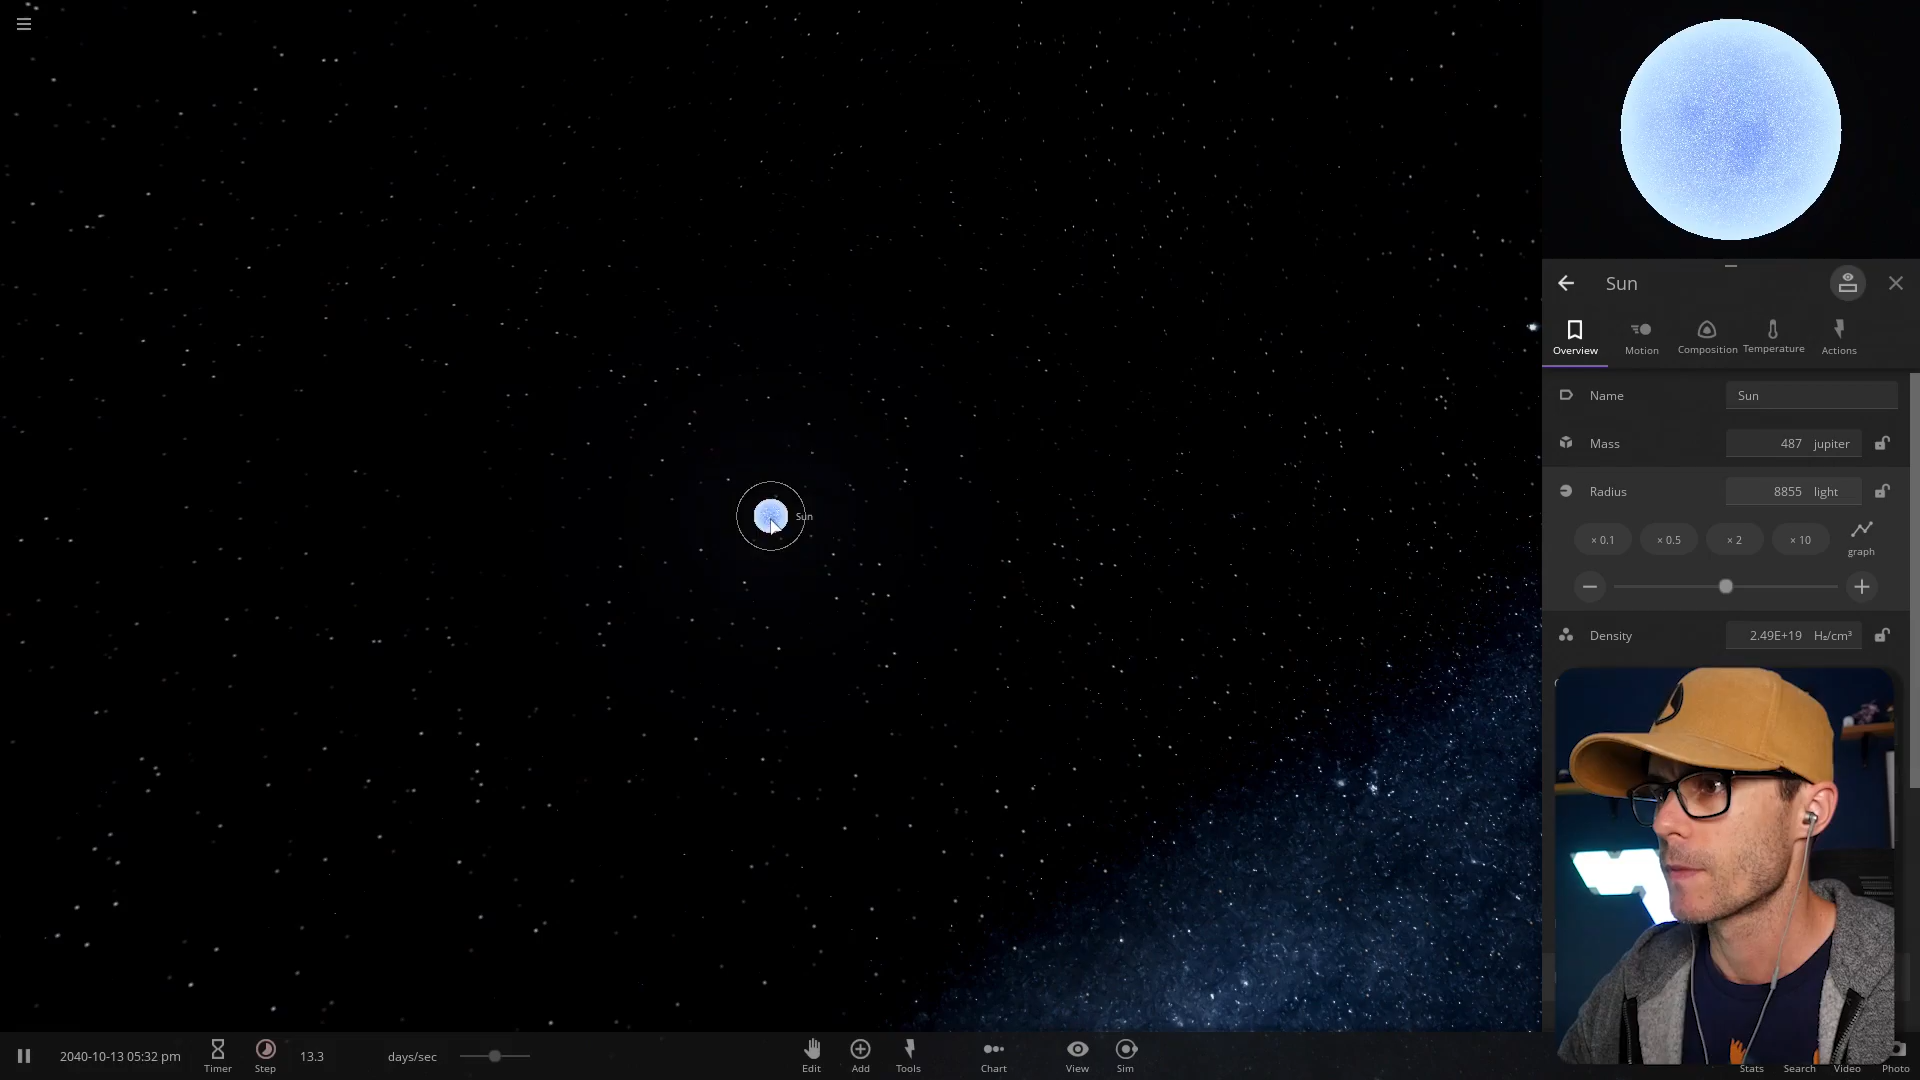 Sun
Sun
Overview
Motion
Composition
Temperature
Actions
Name
Sun
Mass
487 jupiter
Radius
8855 light
× 0.1
× 0.5
× 2
× 10
graph
Density
2.49E+19 H₂/cm³
2040-10-13 05:32 pm
Timer
Step
13.3
days/sec
Edit
Add
Tools
Chart
View
Sim
Stats
Search
Video
Photo